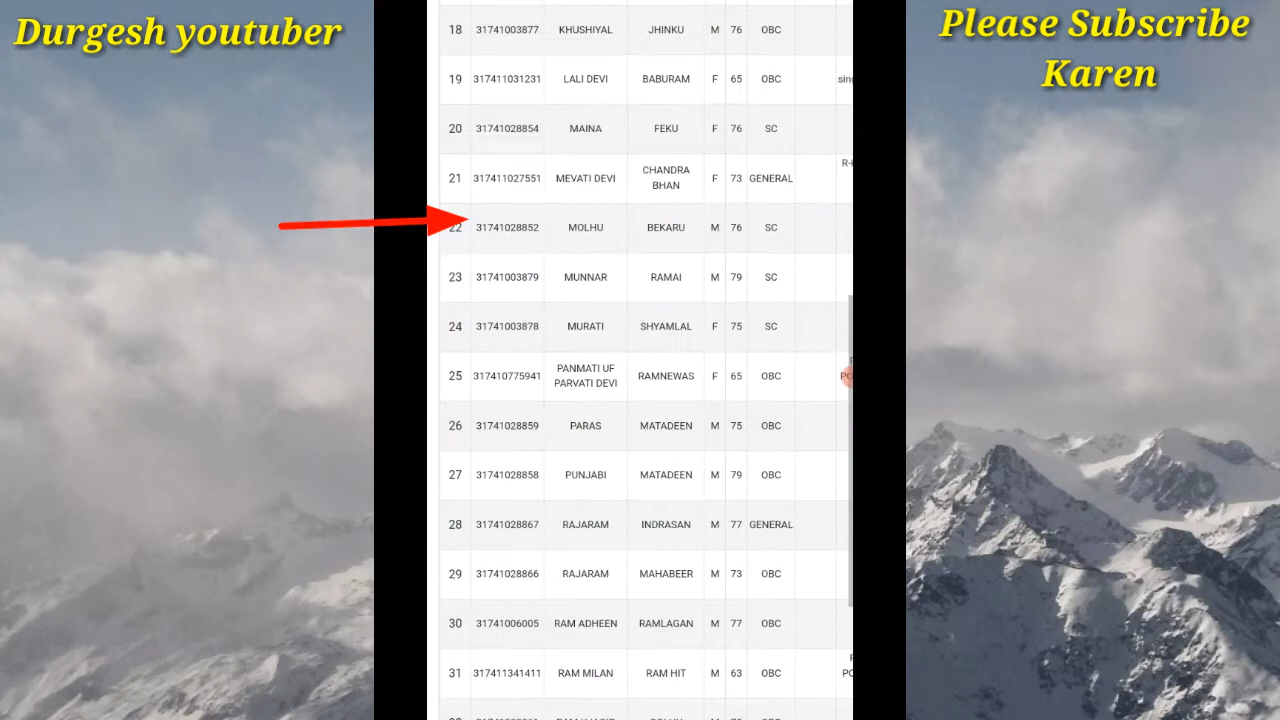 Durgesh youtuber
Please Subscribe
Karen
18 31741003877 KHUSHIYAL JHINKU M 76 OBC
19 317411031231 LALI DEVI BABURAM F 65 OBC sing
20 31741028854 MAINA FEKU F 76 SC
21 317411027551 MEVATI DEVI CHANDRA BHAN F 73 GENERAL
22 31741028852 MOLHU BEKARU M 76 SC
23 31741003879 MUNNAR RAMAI M 79 SC
24 31741003878 MURATI SHYAMLAL F 75 SC
25 317410775941 PANMATI UF PARVATI DEVI RAMNEWAS F 65 OBC
26 31741028859 PARAS MATADEEN M 75 OBC
27 31741028858 PUNJABI MATADEEN M 79 OBC
28 31741028867 RAJARAM INDRASAN M 77 GENERAL
29 31741028866 RAJARAM MAHABEER M 73 OBC
30 31741006005 RAM ADHEEN RAMLAGAN M 77 OBC
31 317411341411 RAM MILAN RAM HIT M 63 OBC